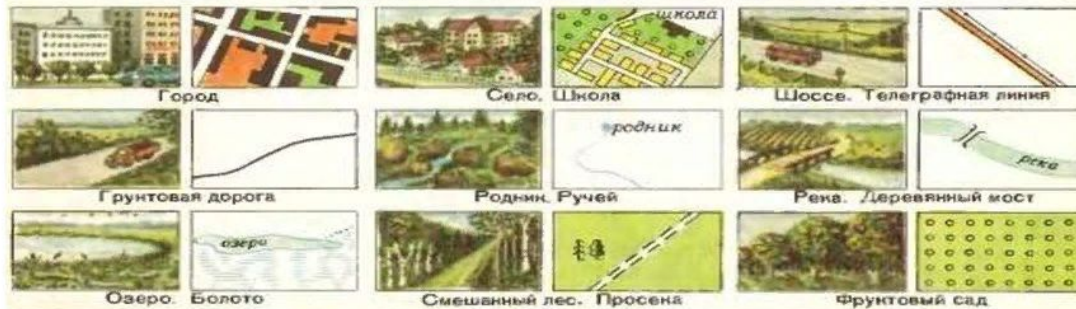 школа
Город
Село. Школа
Шоссе. Телеграфная линия
родник
река
Грунтовая дорога
Родник. Ручей
Река. Деревянный мост
озеро
Озеро. Болото
Смешанный лес. Просека
Фруктовый сад